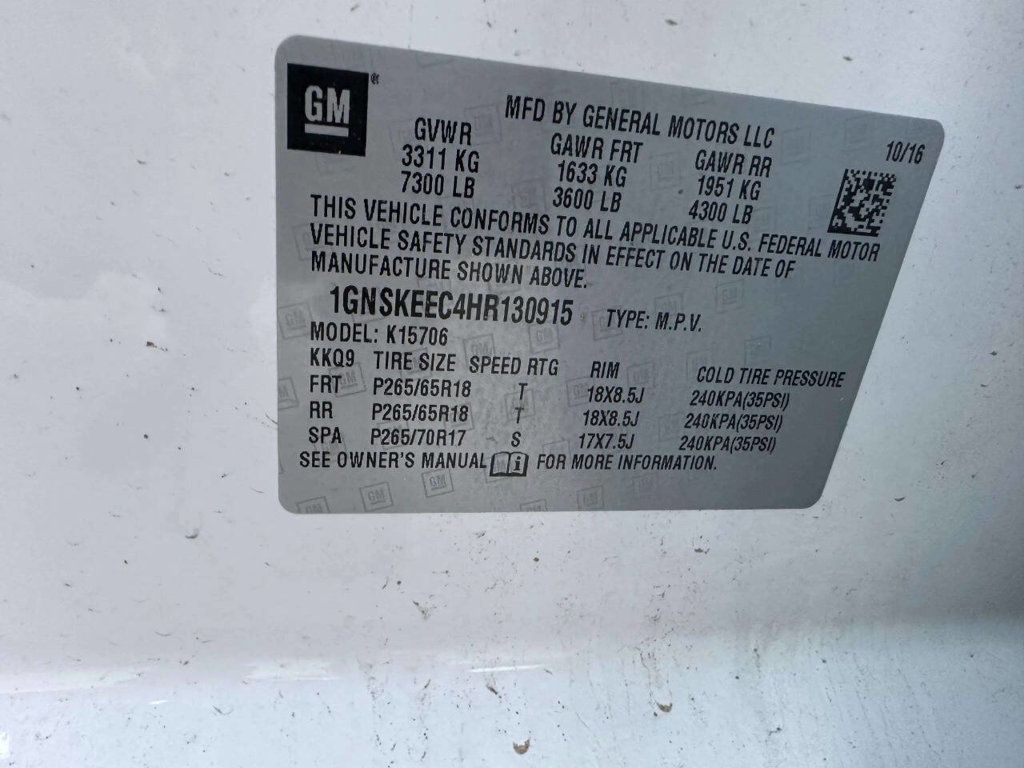 GM
MFD BY GENERAL MOTORS LLC 10/16
GVWR GAWR FRT GAWR RR
3311 KG 1633 KG 1951 KG
7300 LB 3600 LB 4300 LB
THIS VEHICLE CONFORMS TO ALL APPLICABLE U.S. FEDERAL MOTOR
VEHICLE SAFETY STANDARDS IN EFFECT ON THE DATE OF
MANUFACTURE SHOWN ABOVE.
1GNSKEEC4HR130915 TYPE: M.P.V.
MODEL: K15706
KKQ9 TIRE SIZE SPEED RTG RIM COLD TIRE PRESSURE
FRT P265/65R18 T 18X8.5J 240KPA(35PSI)
RR P265/65R18 T 18X8.5J 240KPA(35PSI)
SPA P265/70R17 S 17X7.5J 240KPA(35PSI)
SEE OWNER'S MANUAL i FOR MORE INFORMATION.